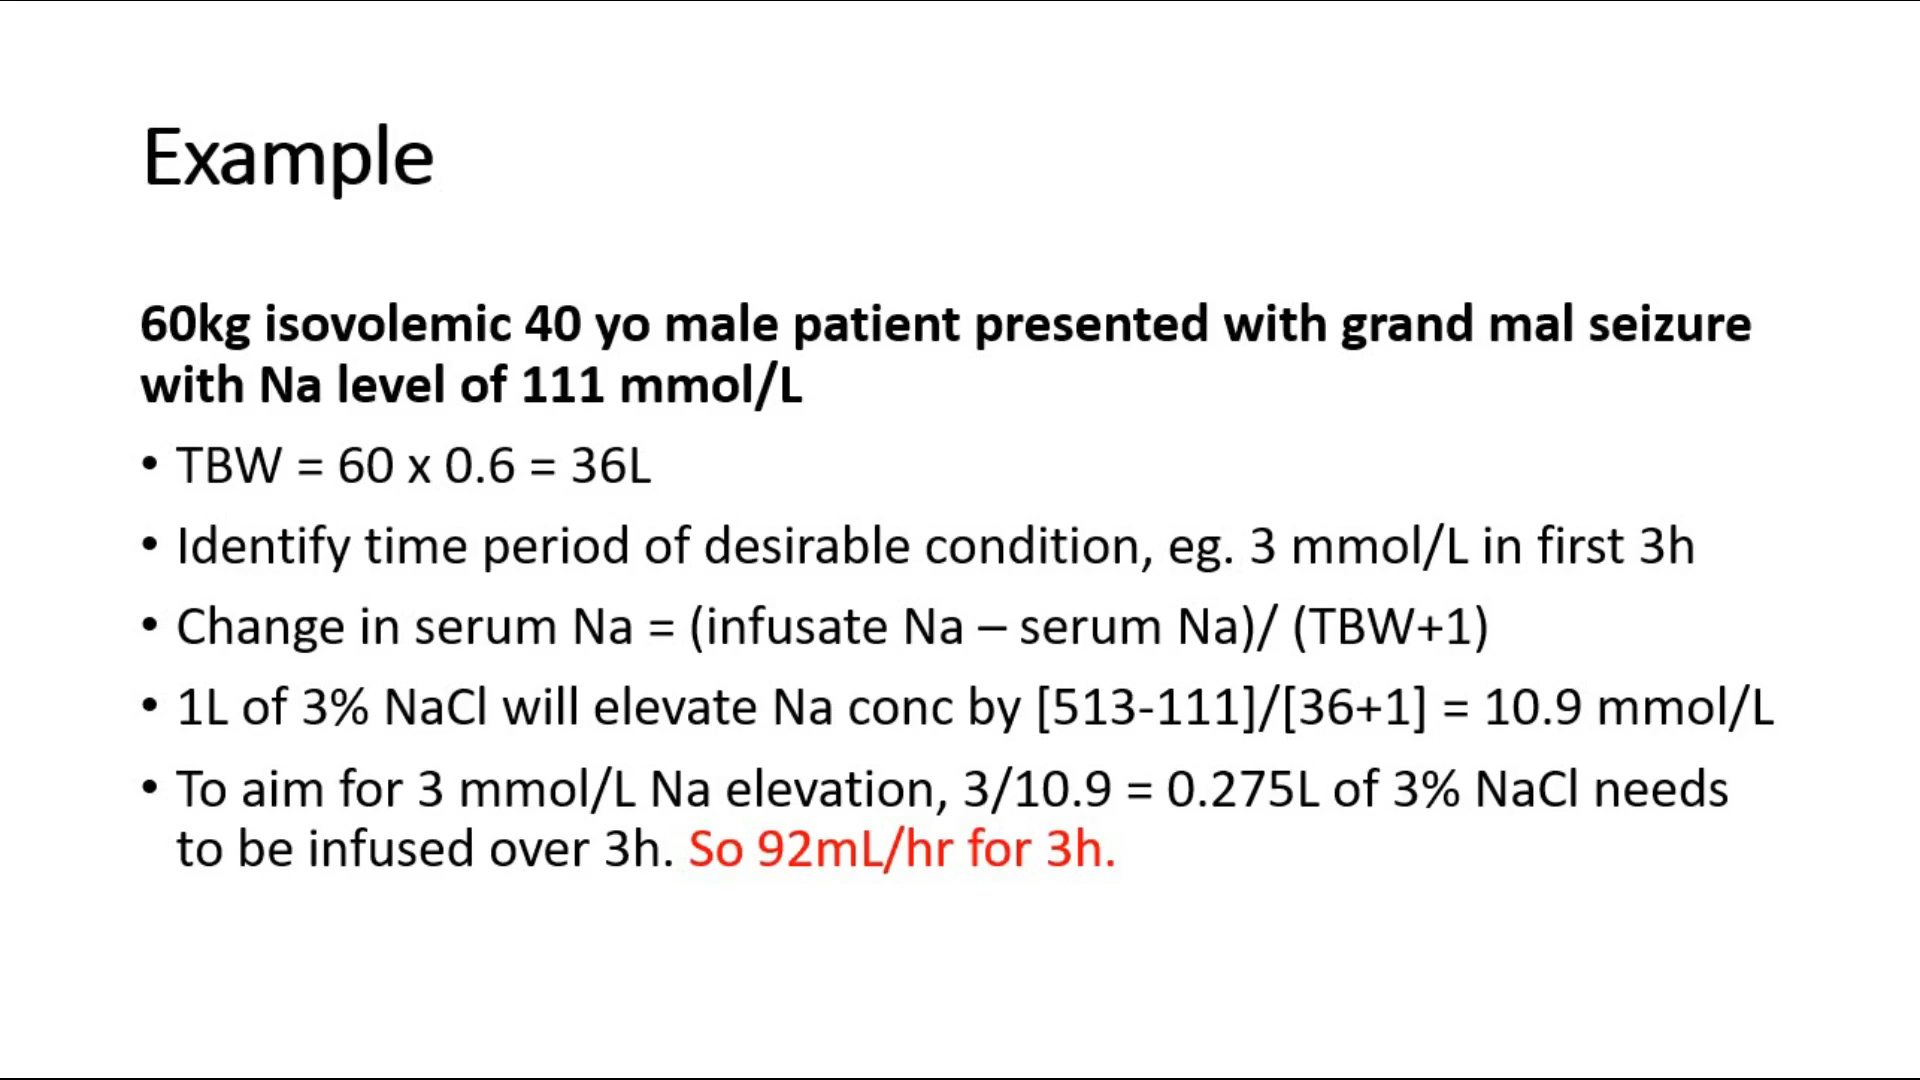 Example
60kg isovolemic 40 yo male patient presented with grand mal seizure
with Na level of 111 mmol/L
• TBW = 60 x 0.6 = 36L
• Identify time period of desirable condition, eg. 3 mmol/L in first 3h
• Change in serum Na = (infusate Na – serum Na)/ (TBW+1)
• 1L of 3% NaCl will elevate Na conc by [513-111]/[36+1] = 10.9 mmol/L
• To aim for 3 mmol/L Na elevation, 3/10.9 = 0.275L of 3% NaCl needs
to be infused over 3h. So 92mL/hr for 3h.